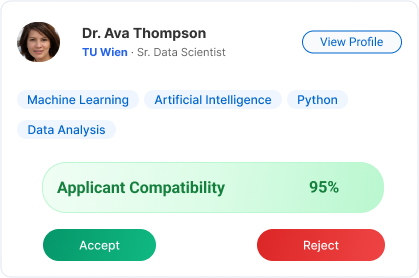 Dr. Ava Thompson
View Profile
TU Wien · Sr. Data Scientist
Machine Learning Artificial Intelligence Python
Data Analysis
Applicant Compatibility 95%
Accept Reject